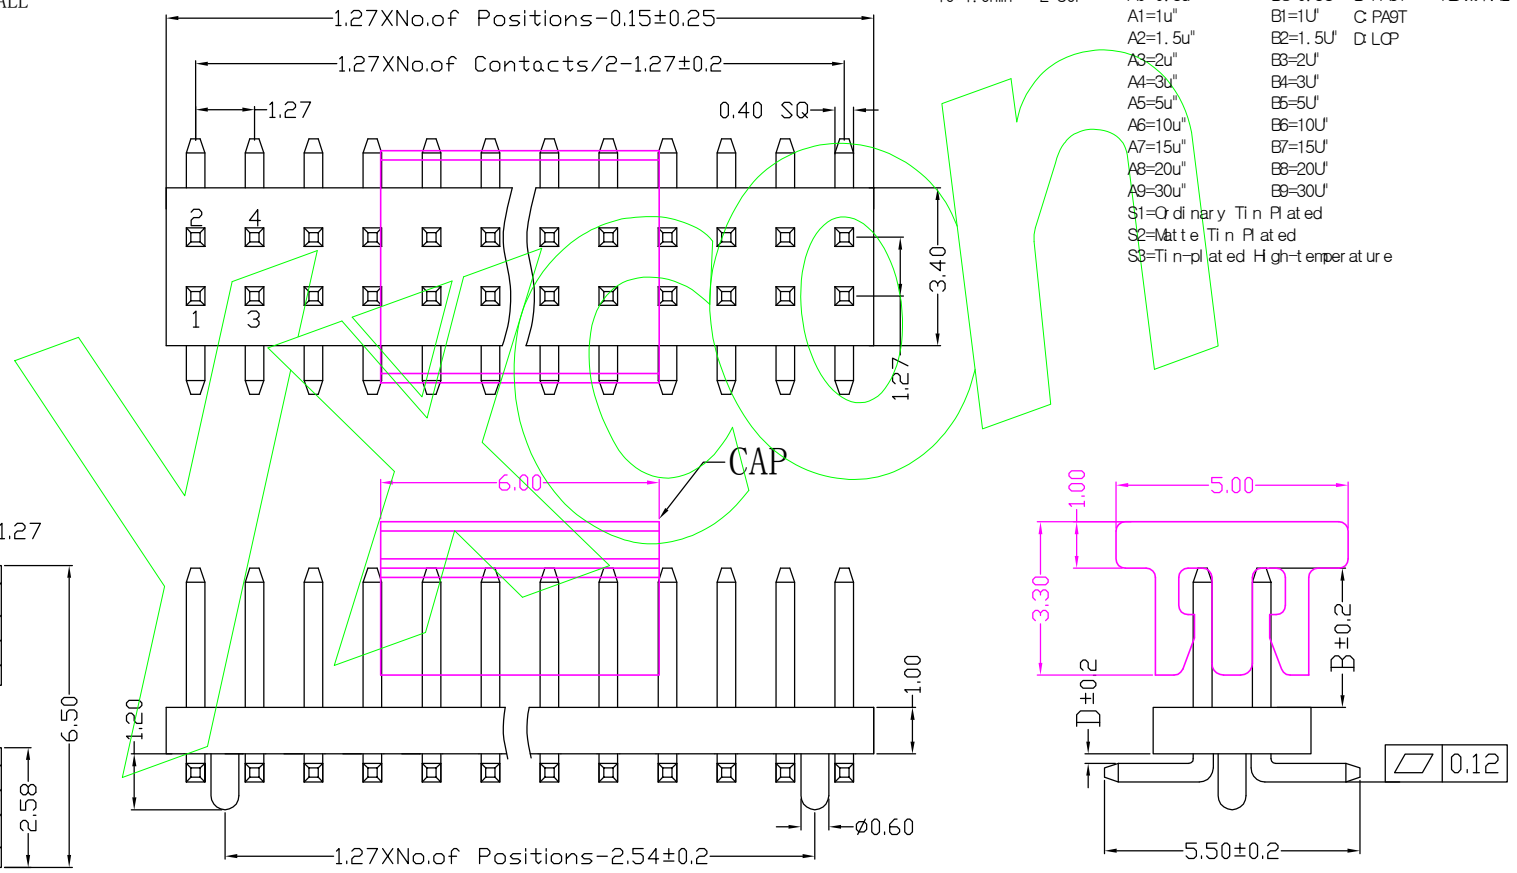 1.27XNo.of Positions-0.15±0.25
1.27XNo.of Contacts/2-1.27±0.2
1.27
0.40 SQ
A1=1u" B1=1U" C:PA9T
A2=1.5u" B2=1.5U" D:LCP
A3=2u" B3=2U"
A4=3u" B4=3U"
A5=5u" B5=5U"
A6=10u" B6=10U"
A7=15u" B7=15U"
A8=20u" B8=20U"
A9=30u" B9=30U"
S1=Ordinary Tin Plated
S2=Matte Tin Plated
S3=Tin-plated High-temperature
2 4
1 3
3.40
1.27
CAP
6.00
1.27
6.50
2.58
1.20
1.00
ø0.60
1.27XNo.of Positions-2.54±0.2
1.00
5.00
3.30
B±0.2
D±0.2
0.12
5.50±0.2
yxcon